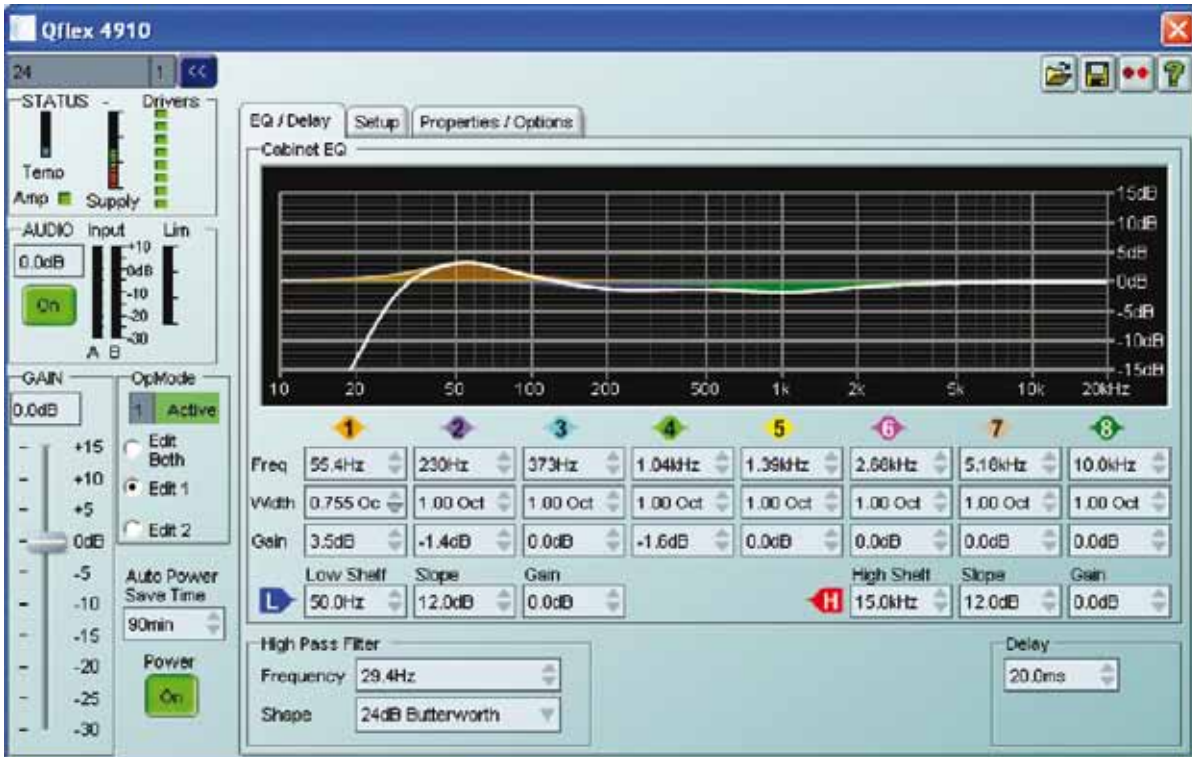 Qflex 4910
24 1 <<
STATUS - Drivers
Temp
Amp Supply
AUDIO Input Lim
0.0dB
+10
0dB
-10
-20
-30
On
A B
GAIN
0.0dB
+15
+10
+5
0dB
-5
-10
-15
-20
-25
-30
OpMode
1 Active
Edit Both
Edit 1
Edit 2
Auto Power
Save Time
90min
Power
On
EQ / Delay Setup Properties / Options
Cabinet EQ
15dB
10dB
5dB
0dB
-5dB
-10dB
-15dB
10 20 50 100 200 500 1k 2k 5k 10k 20kHz
1 2 3 4 5 6 7 8
Freq 55.4Hz 230Hz 373Hz 1.04kHz 1.39kHz 2.68kHz 5.18kHz 10.0kHz
Width 0.755 Oc 1.00 Oct 1.00 Oct 1.00 Oct 1.00 Oct 1.00 Oct 1.00 Oct 1.00 Oct
Gain 3.5dB -1.4dB 0.0dB -1.6dB 0.0dB 0.0dB 0.0dB 0.0dB
Low Shelf Slope Gain High Shelf Slope Gain
L 50.0Hz 12.0dB 0.0dB H 15.0kHz 12.0dB 0.0dB
High Pass Filter
Frequency 29.4Hz
Shape 24dB Butterworth
Delay
20.0ms